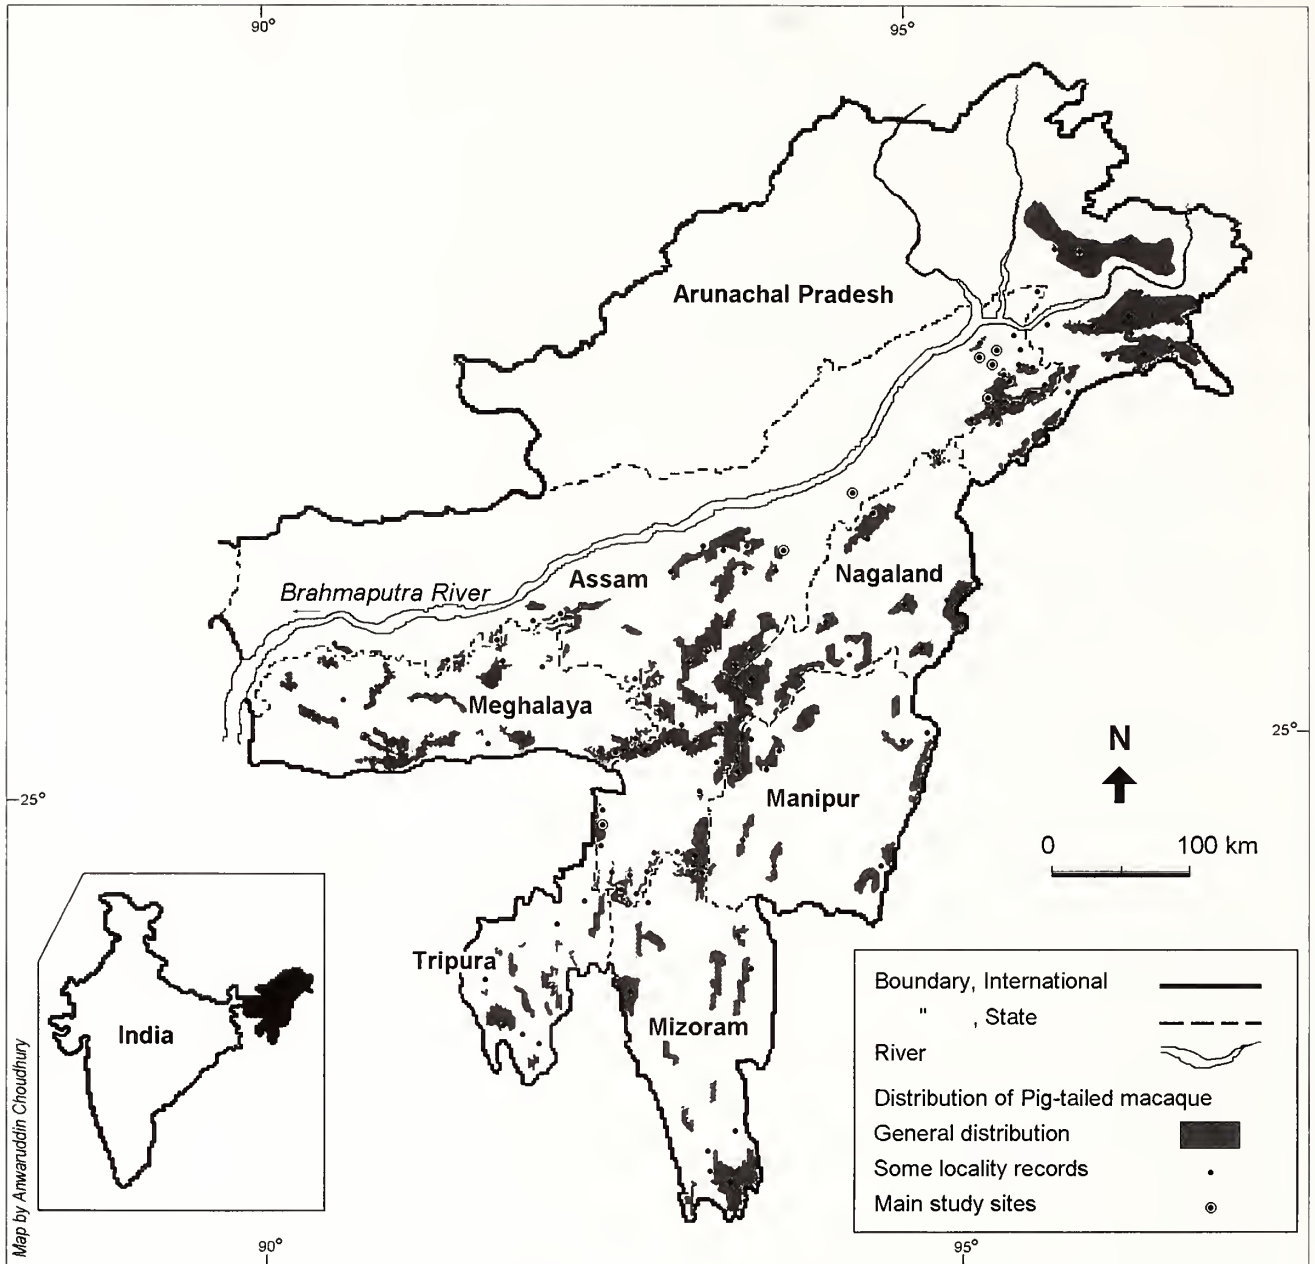 90°
95°
Arunachal Pradesh
Assam
Nagaland
Brahmaputra River
Meghalaya
25°
N
Manipur
25°
0 100 km
Tripura
Mizoram
India
Boundary, International
" , State
River
Distribution of Pig-tailed macaque
General distribution
Some locality records
Main study sites
Map by Anwaruddin Choudhury
90°
95°